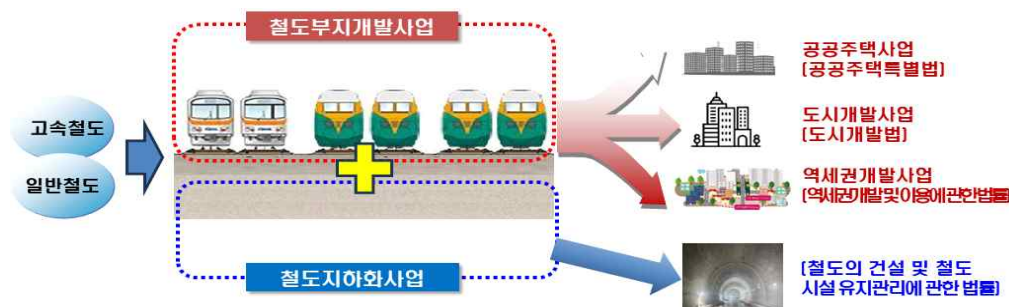 철도부지개발사업
고속철도
일반철도
공공주택사업
(공공주택특별법)
도시개발사업
(도시개발법)
역세권개발사업
(역세권개발및이용에관한법률)
철도지하화사업
(철도의 건설 및 철도
시설 유지관리에 관한 법률)